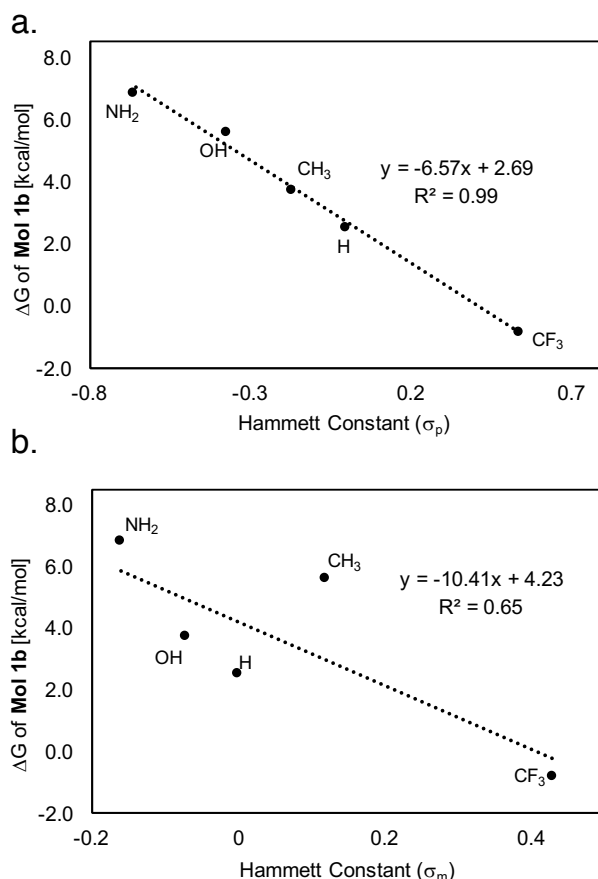 a.
8.0
6.0
4.0
2.0
0.0
-2.0
ΔG of Mol 1b [kcal/mol]
NH₂
OH
CH₃
H
CF₃
y = -6.57x + 2.69
R² = 0.99
-0.8 -0.3 0.2 0.7
Hammett Constant (σₚ)
b.
8.0
6.0
4.0
2.0
0.0
-2.0
ΔG of Mol 1b [kcal/mol]
NH₂
CH₃
OH
H
CF₃
y = -10.41x + 4.23
R² = 0.65
-0.2 0 0.2 0.4
Hammett Constant (σₘ)